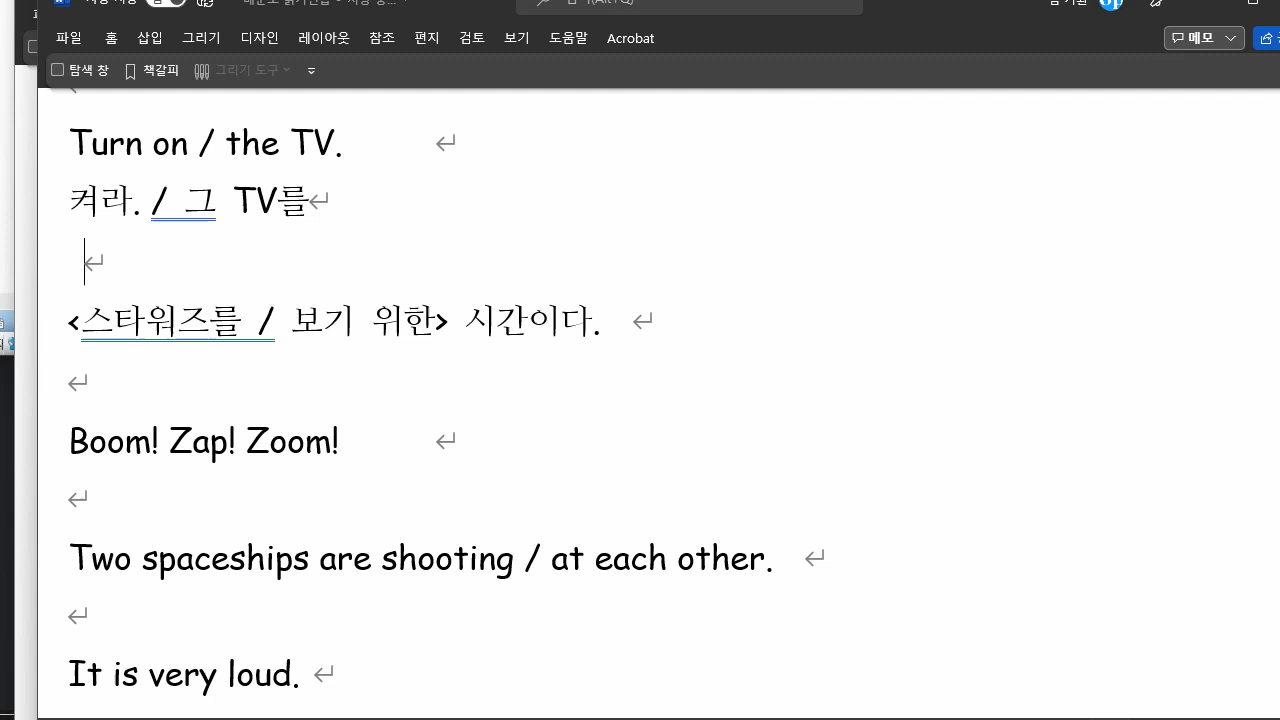 파일 홈 삽입 그리기 디자인 레이아웃 참조 편지 검토 보기 도움말 Acrobat 메모
탐색 창 책갈피 그리기 도구
Turn on / the TV.
켜라. / 그 TV를
<스타워즈를 / 보기 위한> 시간이다.
Boom! Zap! Zoom!
Two spaceships are shooting / at each other.
It is very loud.